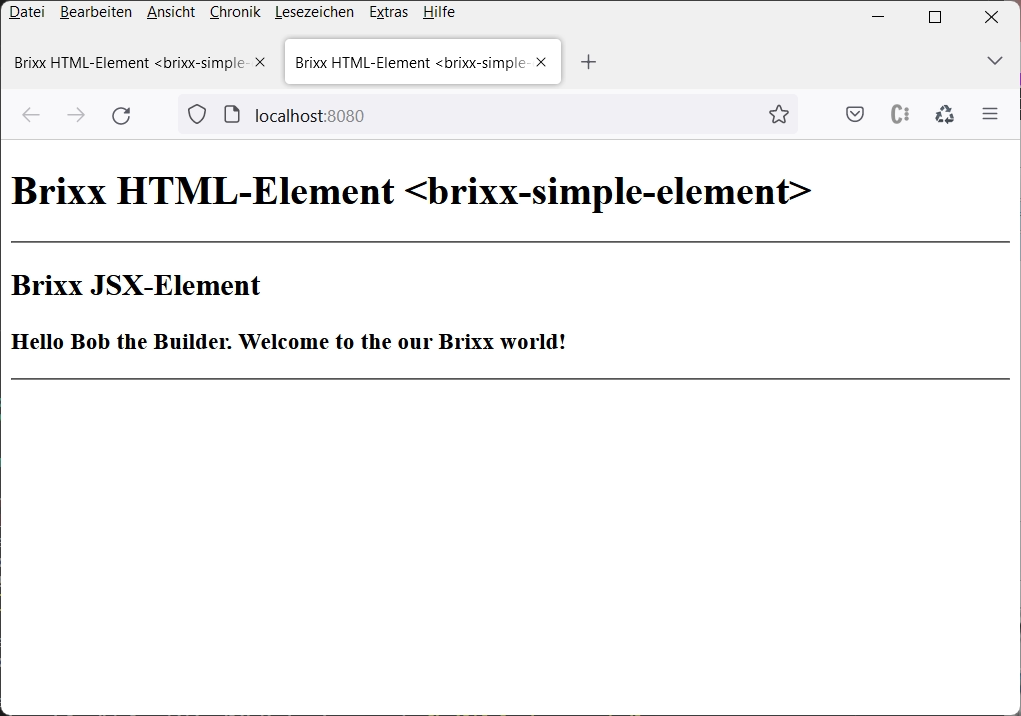 Datei Bearbeiten Ansicht Chronik Lesezeichen Extras Hilfe
Brixx HTML-Element <brixx-simple- Brixx HTML-Element <brixx-simple-
localhost:8080
Brixx HTML-Element <brixx-simple-element>
Brixx JSX-Element
Hello Bob the Builder. Welcome to the our Brixx world!